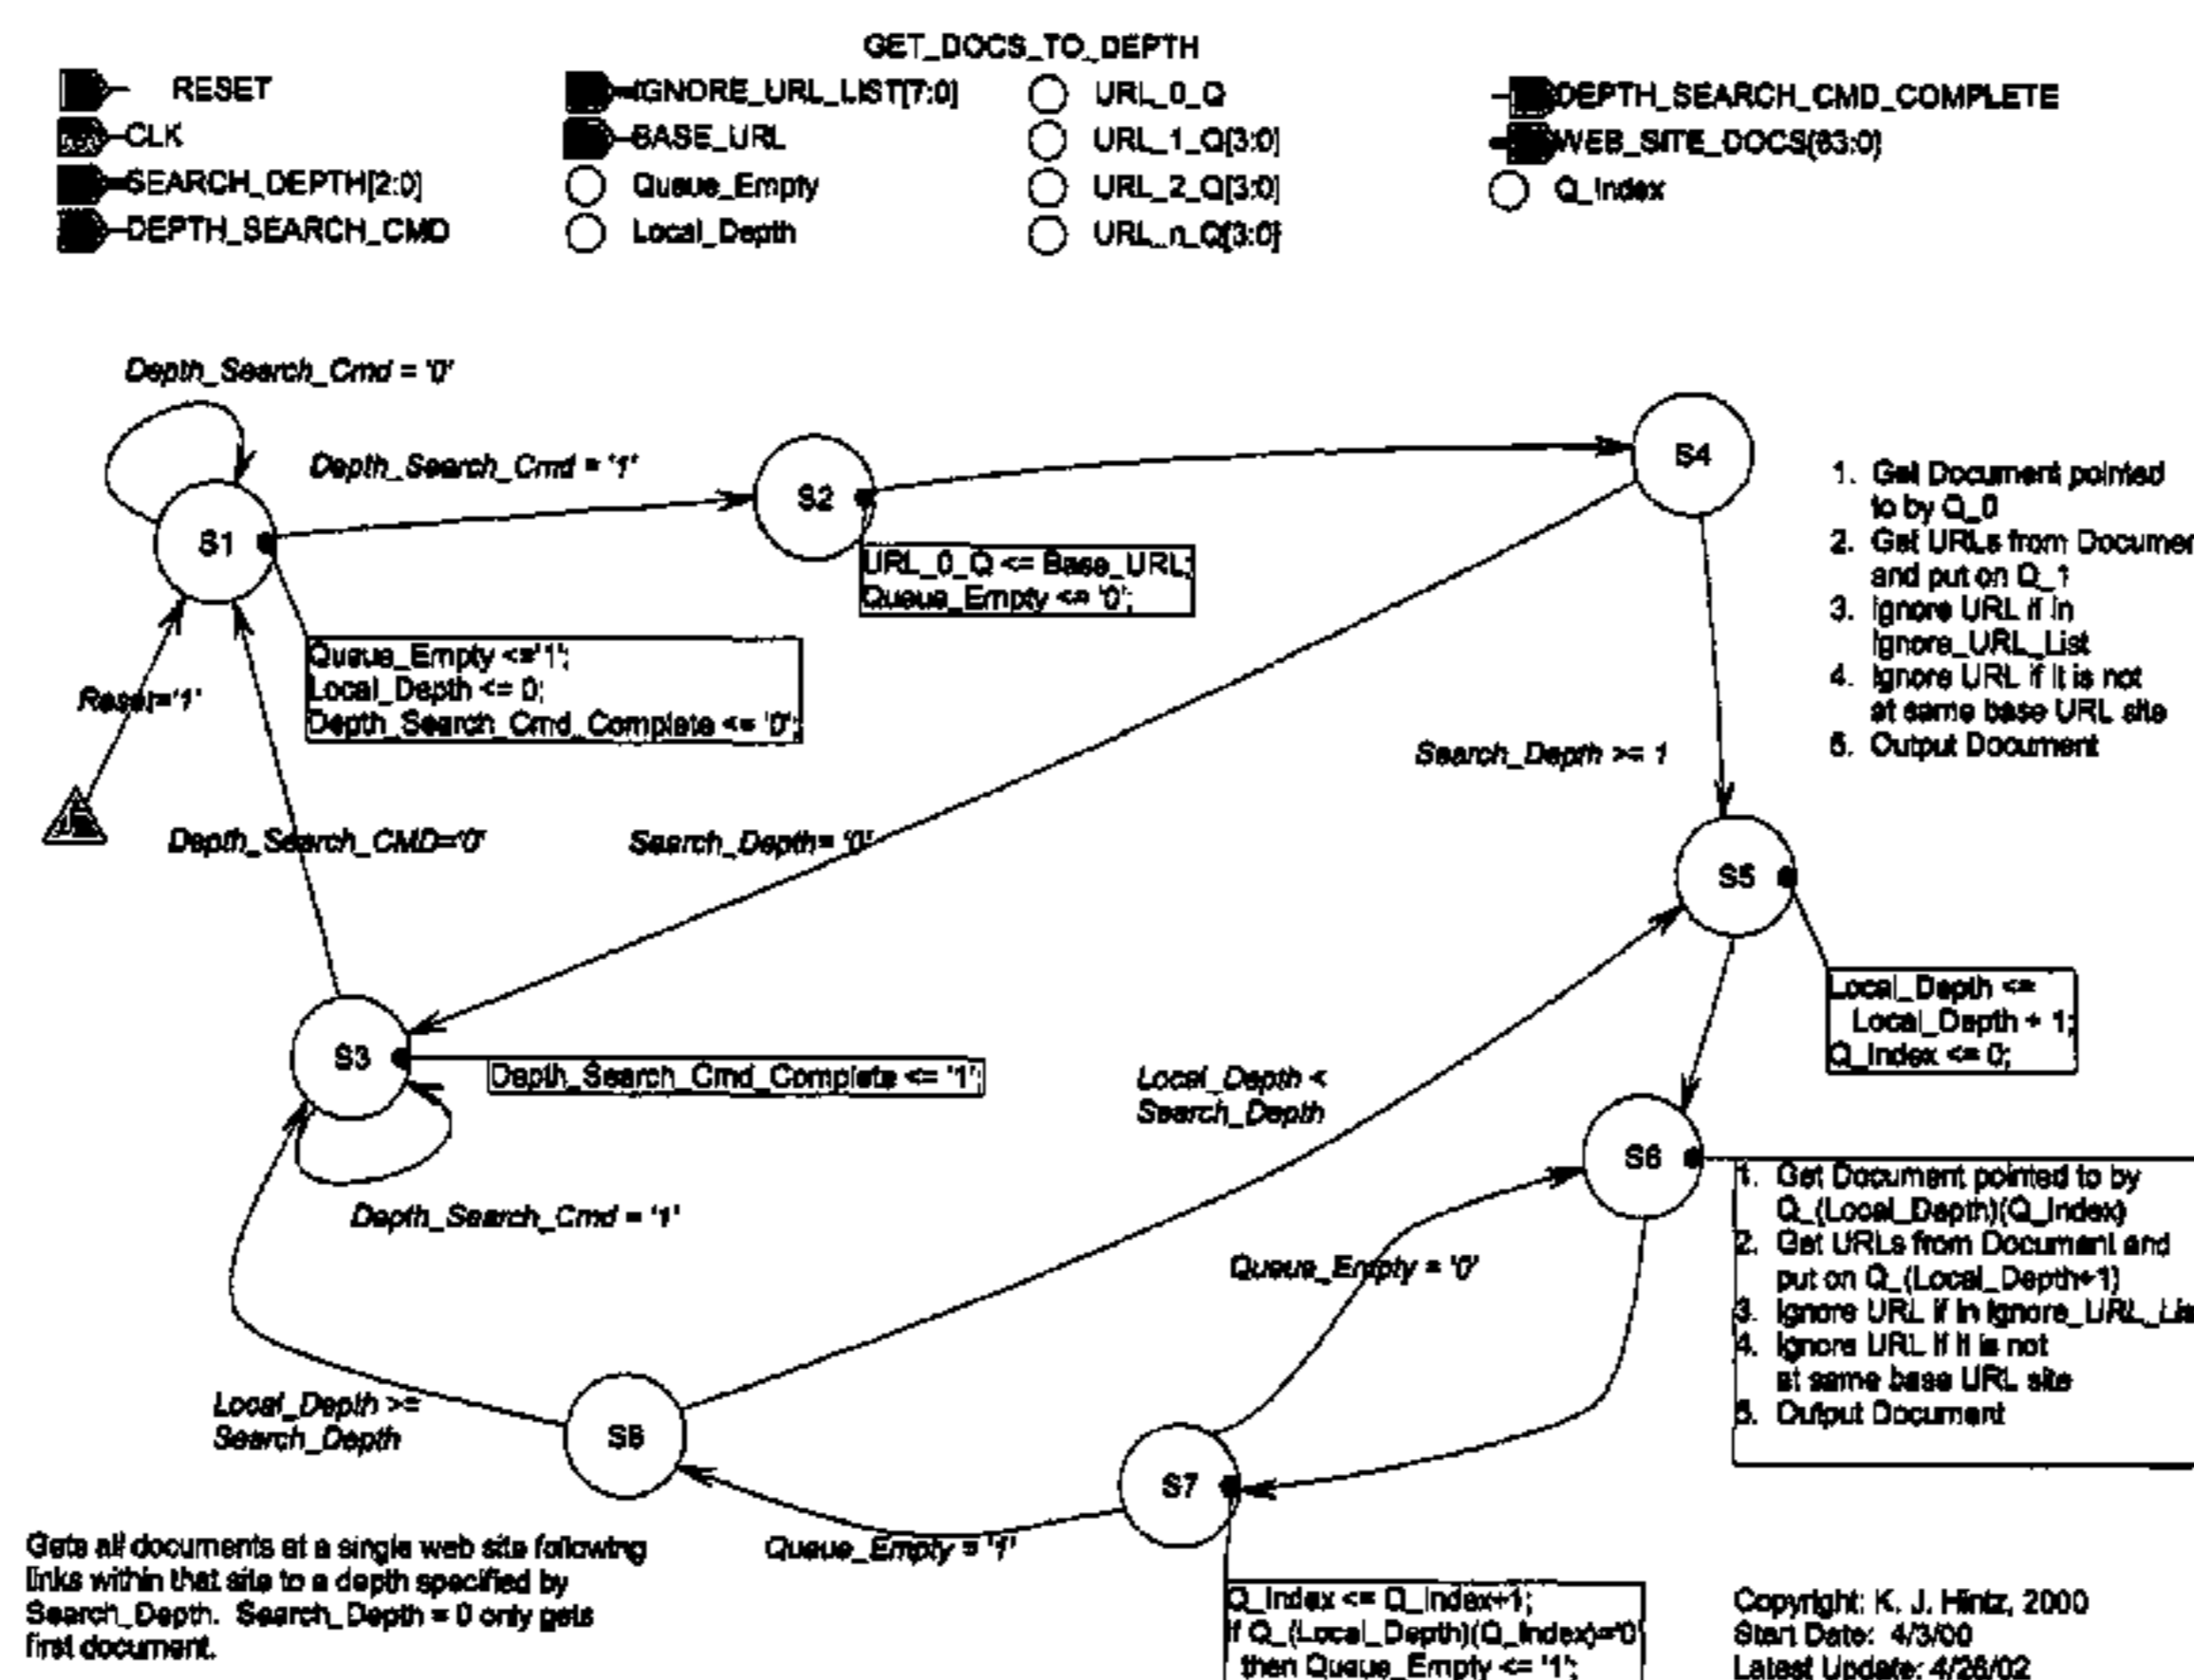 GET_DOCS_TO_DEPTH
RESET
CLK
SEARCH_DEPTH[2:0]
DEPTH_SEARCH_CMD
IGNORE_URL_LIST[7:0]
BASE_URL
Queue_Empty
Local_Depth
URL_0_Q
URL_1_Q[3:0]
URL_2_Q[3:0]
URL_n_Q[3:0]
DEPTH_SEARCH_CMD_COMPLETE
WEB_SITE_DOCS[63:0]
Q_Index
Depth_Search_Cmd = '0'
Depth_Search_Cmd = '1'
S1
S2
S4
URL_0_Q <= Base_URL;
Queue_Empty <= '0';
Queue_Empty <='1';
Local_Depth <= 0;
Depth_Search_Cmd_Complete <= '0';
Reset='1'
1. Get Document pointed
to by Q_0
2. Get URLs from Documen
and put on Q_1
3. Ignore URL if in
Ignore_URL_List
4. Ignore URL if it is not
at same base URL site
5. Output Document
Search_Depth >= 1
Depth_Search_CMD='0'
Search_Depth= '0'
S5
Local_Depth <=
Local_Depth + 1;
Q_Index <= 0;
S3
Depth_Search_Cmd_Complete <= '1';
Depth_Search_Cmd = '1'
Local_Depth <
Search_Depth
S6
1. Get Document pointed to by
Q_(Local_Depth)(Q_Index)
2. Get URLs from Document and
put on Q_(Local_Depth+1)
3. Ignore URL if in Ignore_URL_Lis
4. Ignore URL if it is not
at same base URL site
5. Output Document
Queue_Empty = '0'
Local_Depth >=
Search_Depth
S8
S7
Queue_Empty = '1'
Q_Index <= Q_Index+1;
if Q_(Local_Depth)(Q_Index)='0'
then Queue_Empty <= '1';
Gets all documents at a single web site following
links within that site to a depth specified by
Search_Depth. Search_Depth = 0 only gets
first document.
Copyright: K. J. Hintz, 2000
Start Date: 4/3/00
Latest Update: 4/26/02